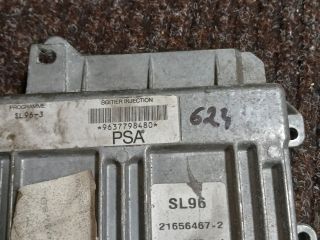 PROGRAMME
SL96-3
BOITIER INJECTION
*9637798480*
PSA
624
SL96
21656467-2